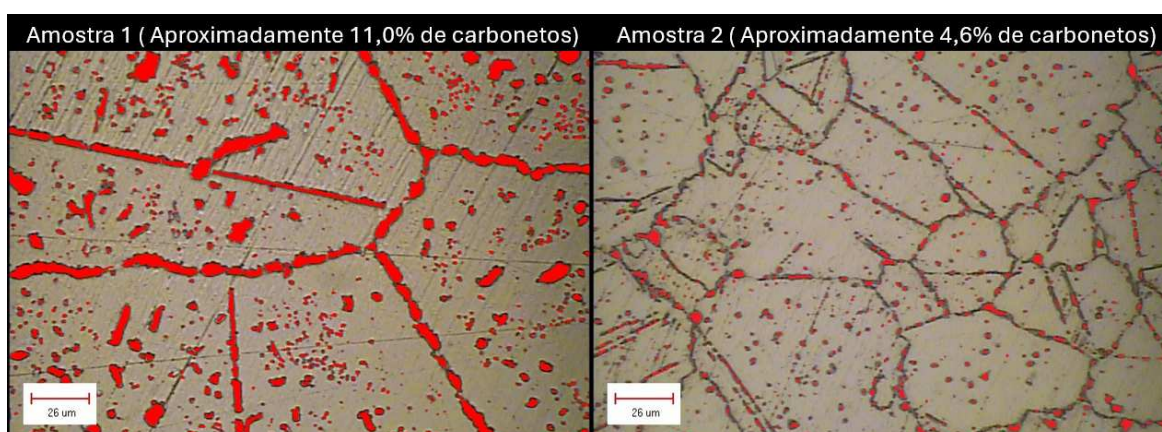 Amostra 1 ( Aproximadamente 11,0% de carbonetos)
Amostra 2 ( Aproximadamente 4,6% de carbonetos)
26 um
26 um